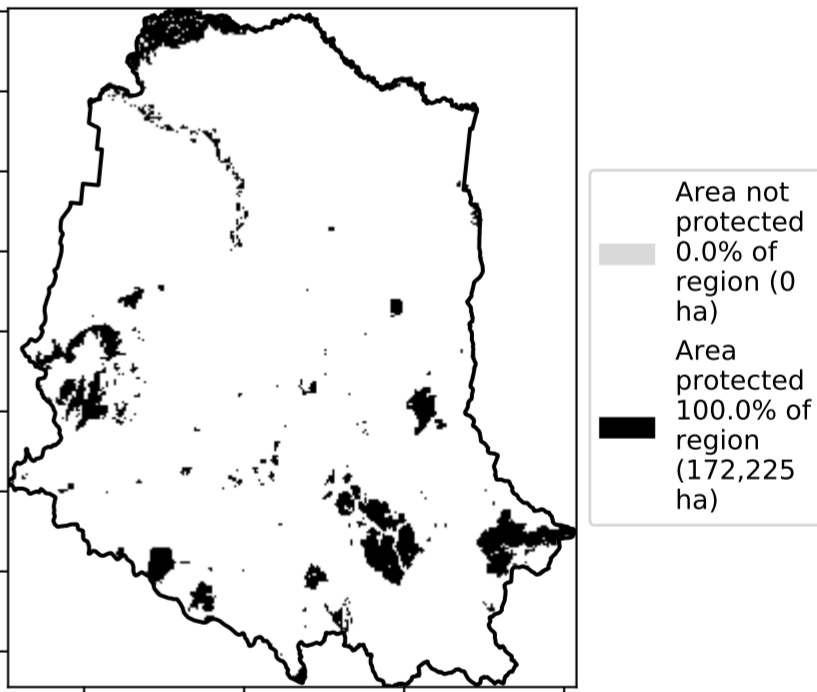 Area not
protected
0.0% of
region (0
ha)
Area
protected
100.0% of
region
(172,225
ha)